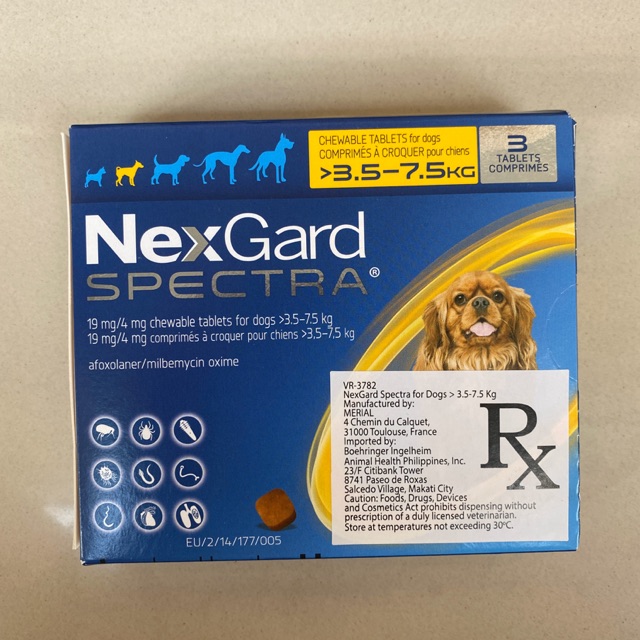 CHEWABLE TABLETS for dogs
COMPRIMÉS À CROQUER pour chiens
>3.5–7.5KG
3
TABLETS
COMPRIMÉS
NexGard
SPECTRA®
19 mg/4 mg chewable tablets for dogs >3.5–7.5 kg
19 mg/4 mg comprimés à croquer pour chiens >3,5–7,5 kg
afoxolaner/milbemycin oxime
VR-3782
NexGard Spectra for Dogs > 3.5-7.5 Kg
Manufactured by:
MERIAL
4 Chemin du Calquet,
31000 Toulouse, France
Imported by:
Boehringer Ingelheim
Animal Health Philippines, Inc.
23/F Citibank Tower
8741 Paseo de Roxas
Salcedo Village, Makati City
Caution: Foods, Drugs, Devices
and Cosmetics Act prohibits dispensing without
prescription of a duly licensed veterinarian.
Store at temperatures not exceeding 30ºC.
Rx
EU/2/14/177/005